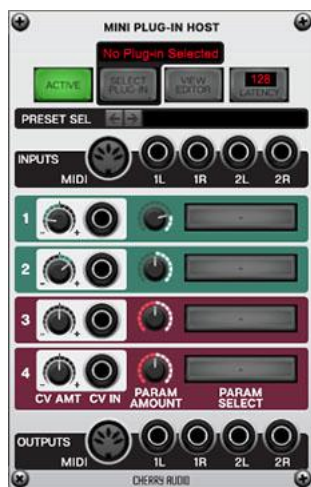 MINI PLUG-IN HOST
No Plug-in Selected
ACTIVE
SELECT PLUG-IN
VIEW EDITOR
128
LATENCY
PRESET SEL
INPUTS
MIDI 1L 1R 2L 2R
1
- +
2
- +
3
- +
4
- +
CV AMT CV IN PARAM AMOUNT PARAM SELECT
OUTPUTS
MIDI 1L 1R 2L 2R
CHERRY AUDIO